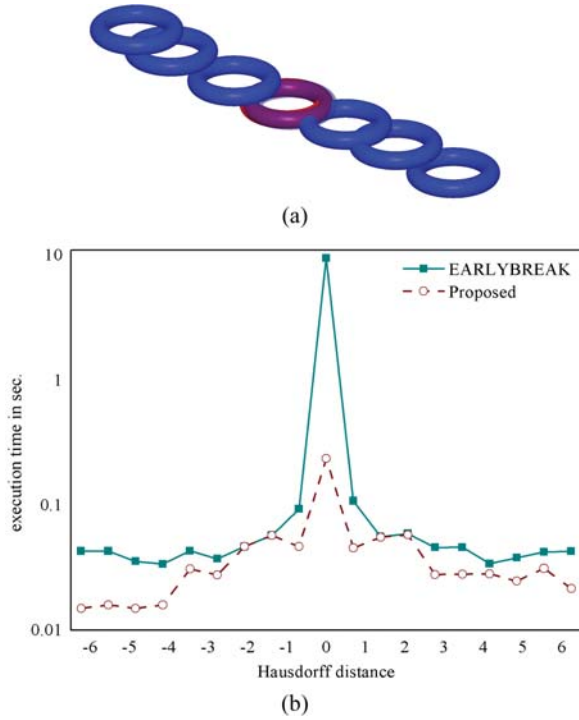 (a)
10
EARLYBREAK
Proposed
1
0.1
0.01
execution time in sec.
-6 -5 -4 -3 -2 -1 0 1 2 3 4 5 6
Hausdorff distance
(b)